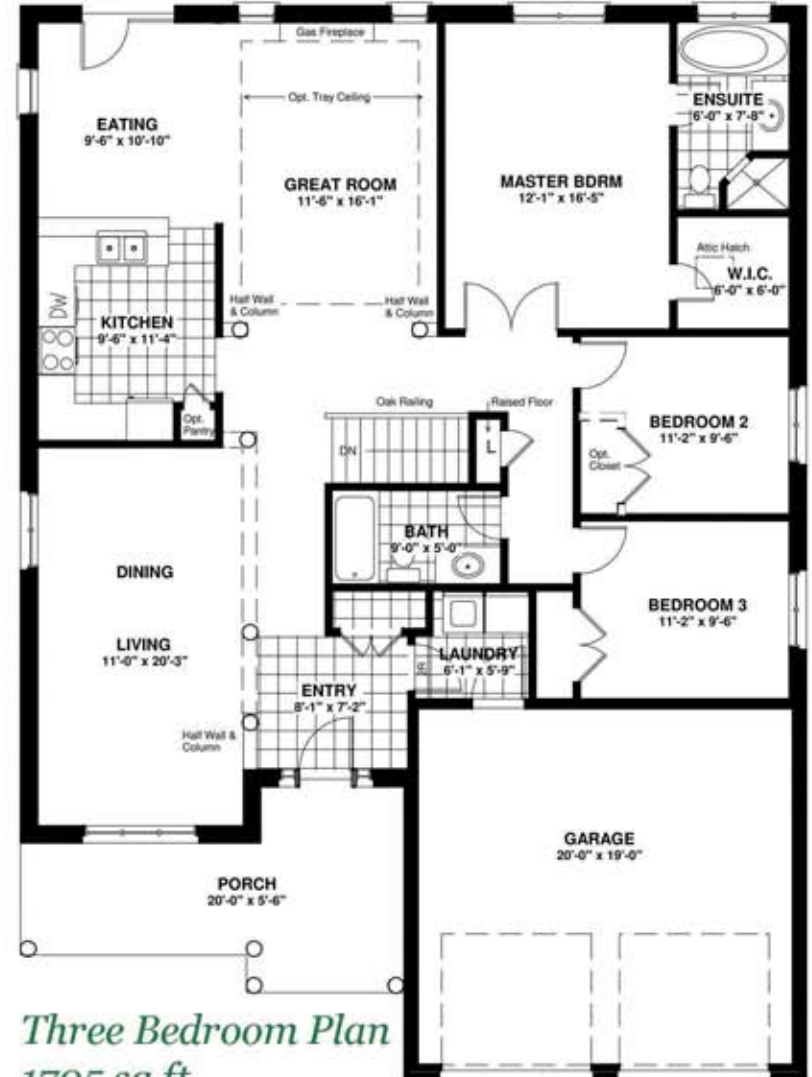 Gas Fireplace
Opt. Tray Ceiling
EATING
9'-6" x 10'-10"
GREAT ROOM
11'-6" x 16'-1"
MASTER BDRM
12'-1" x 16'-5"
ENSUITE
6'-0" x 7'-8"
Attic Hatch
W.I.C.
6'-0" x 6'-0"
Half Wall
& Column
Half Wall
& Column
DW
KITCHEN
9'-6" x 11'-4"
Opt.
Pantry
Oak Railing
Raised Floor
DN
L
BEDROOM 2
11'-2" x 9'-6"
Opt.
Closet
BATH
9'-0" x 5'-0"
DINING
LIVING
11'-0" x 20'-3"
BEDROOM 3
11'-2" x 9'-6"
LAUNDRY
6'-1" x 5'-9"
2R
ENTRY
8'-1" x 7'-2"
Half Wall &
Column
GARAGE
20'-0" x 19'-0"
PORCH
20'-0" x 5'-6"
Three Bedroom Plan
1705 sq ft